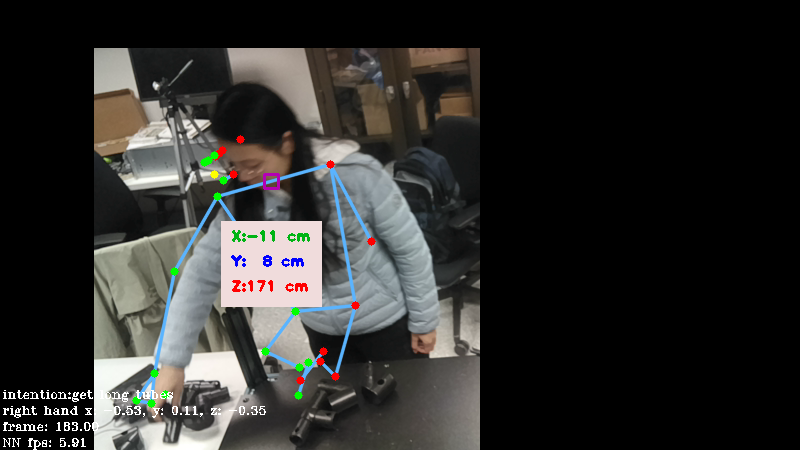 X:-11 cm
Y: 8 cm
Z:171 cm
intention:get long tubes
right hand x: -0.53, y: 0.11, z: -0.35
frame: 183.00
NN fps: 5.91